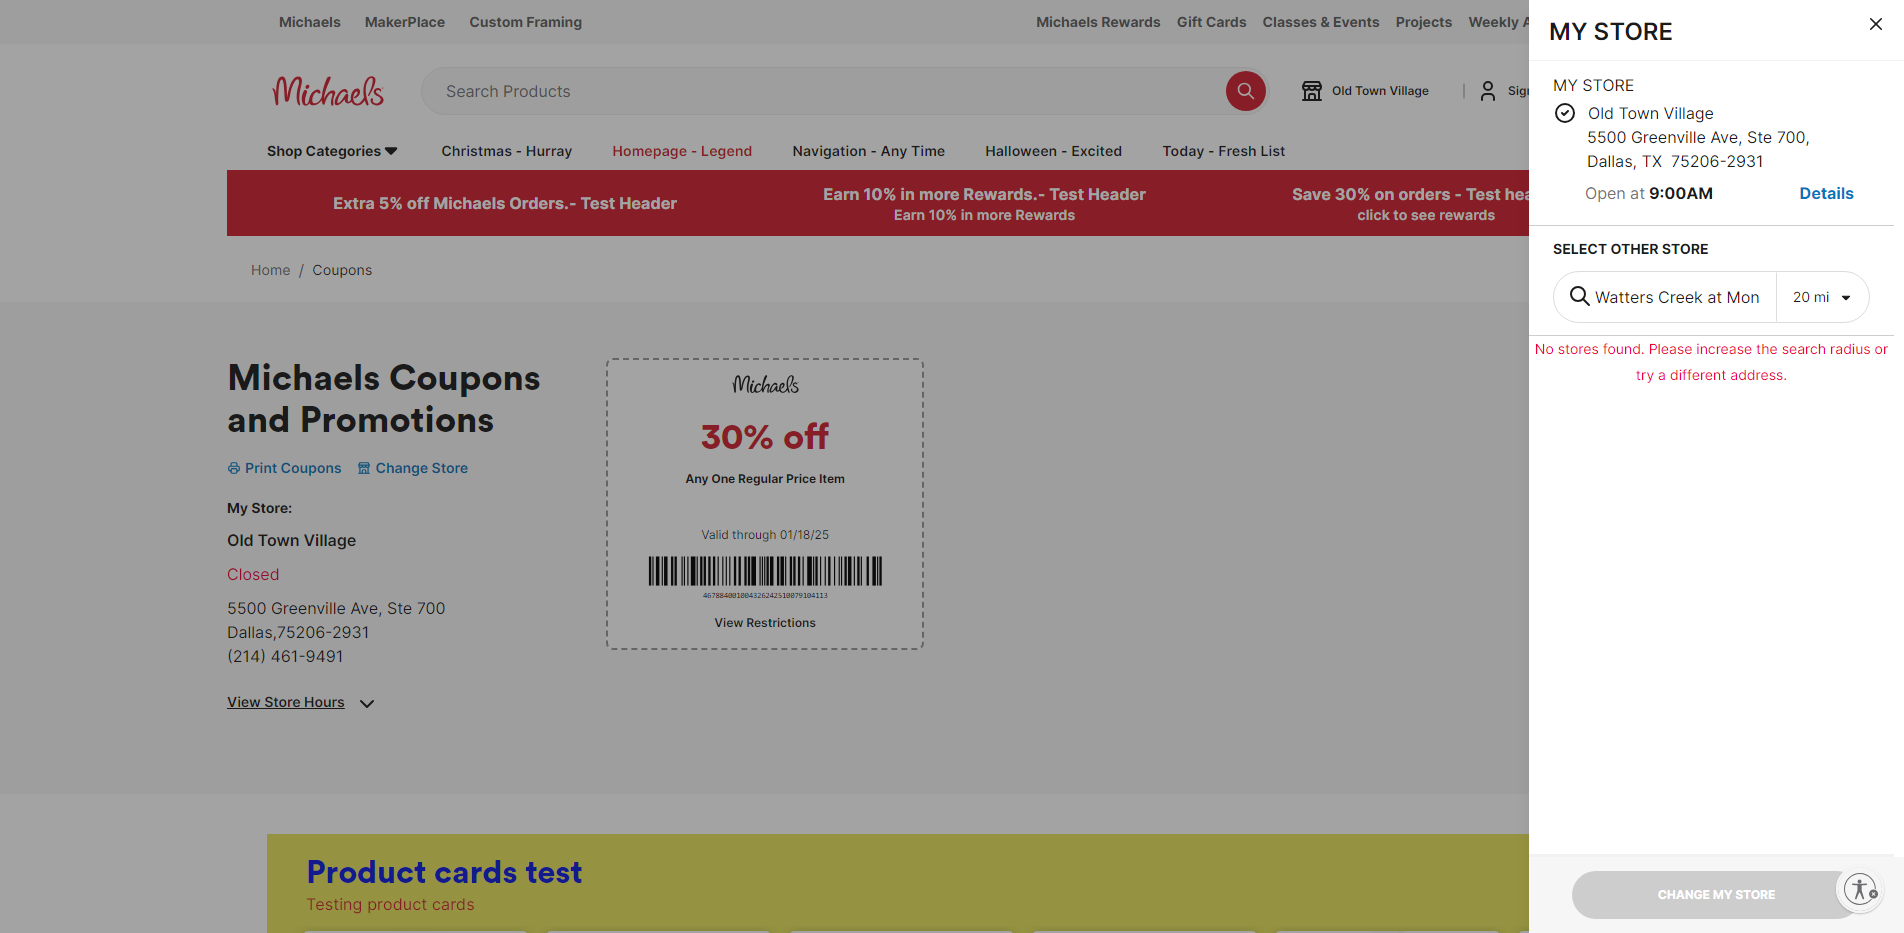 Michaels MakerPlace Custom Framing
Michaels Rewards Gift Cards Classes & Events Projects Weekly
Michaels
Search Products
Old Town Village
|
Shop Categories
Christmas - Hurray
Homepage - Legend
Navigation - Any Time
Halloween - Excited
Today - Fresh List
Extra 5% off Michaels Orders.- Test Header
Earn 10% in more Rewards.- Test Header
Earn 10% in more Rewards
Save 30% on orders - Test
click to see rewards
Home / Coupons
Michaels Coupons
and Promotions
Print Coupons Change Store
My Store:
Old Town Village
Closed
5500 Greenville Ave, Ste 700
Dallas,75206-2931
(214) 461-9491
View Store Hours
Michaels
30% off
Any One Regular Price Item
Valid through 01/18/25
View Restrictions
Product cards test
Testing product cards
MY STORE
MY STORE
Old Town Village
5500 Greenville Ave, Ste 700,
Dallas, TX 75206-2931
Open at 9:00AM
Details
SELECT OTHER STORE
Watters Creek at Mon
20 mi
No stores found. Please increase the search radius or
try a different address.
CHANGE MY STORE